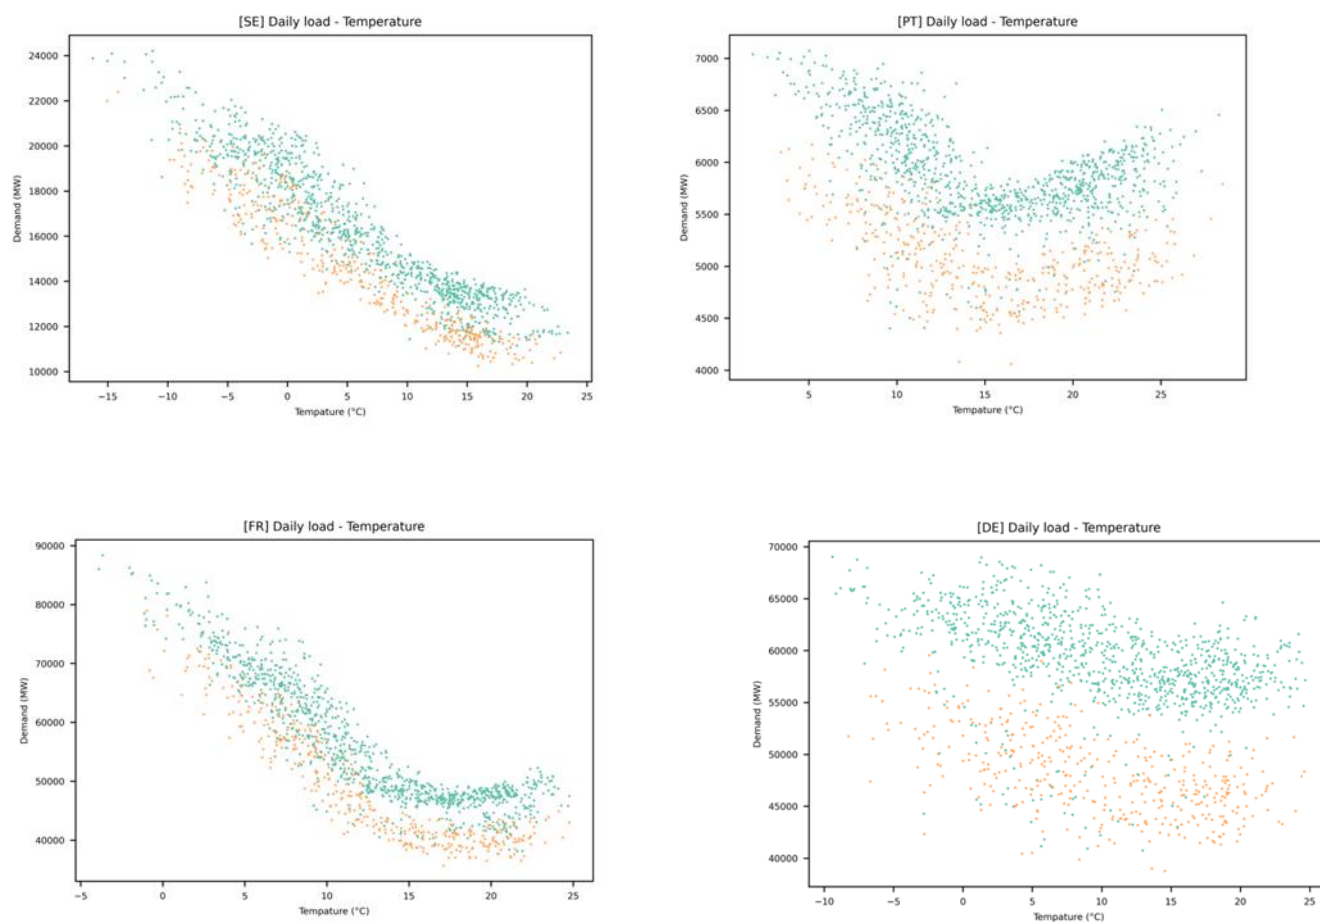 [SE] Daily load - Temperature
24000
22000
20000
18000
16000
14000
12000
10000
Demand (MW)
−15 −10 −5 0 5 10 15 20 25
Tempature (°C)
[PT] Daily load - Temperature
7000
6500
6000
5500
5000
4500
4000
Demand (MW)
5 10 15 20 25
Tempature (°C)
[FR] Daily load - Temperature
90000
80000
70000
60000
50000
40000
Demand (MW)
−5 0 5 10 15 20 25
Tempature (°C)
[DE] Daily load - Temperature
70000
65000
60000
55000
50000
45000
40000
Demand (MW)
−10 −5 0 5 10 15 20 25
Tempature (°C)